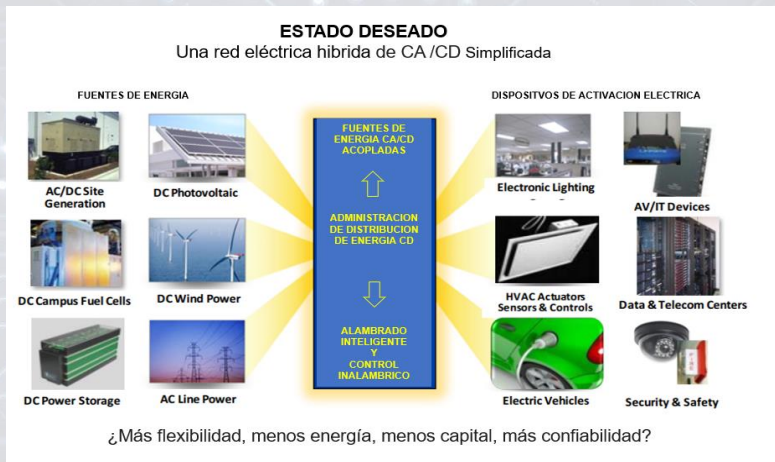 ESTADO DESEADO
Una red eléctrica hibrida de CA /CD Simplificada
FUENTES DE ENERGIA
DISPOSITVOS DE ACTIVACION ELECTRICA
AC/DC Site
Generation
DC Photovoltaic
DC Campus Fuel Cells
DC Wind Power
DC Power Storage
AC Line Power
FUENTES DE
ENERGIA CA/CD
ACOPLADAS
ADMINISTRACION
DE DISTRIBUCION
DE ENERGIA CD
ALAMBRADO
INTELIGENTE
Y
CONTROL
INALAMBRICO
Electronic Lighting
AV/IT Devices
HVAC Actuators
Sensors & Controls
Data & Telecom Centers
Electric Vehicles
Security & Safety
¿Más flexibilidad, menos energía, menos capital, más confiabilidad?